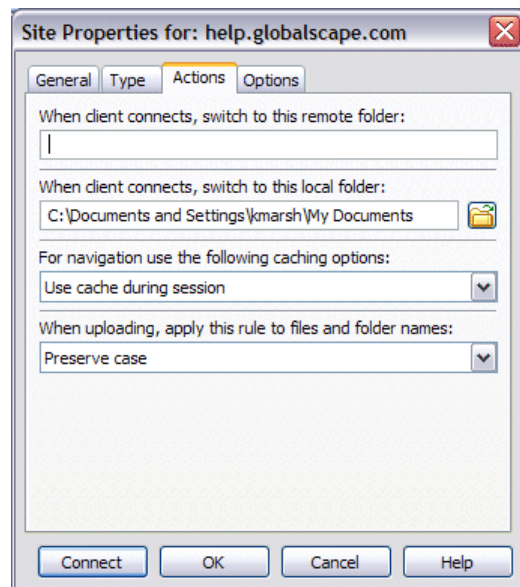 Site Properties for: help.globalscape.com
General Type Actions Options
When client connects, switch to this remote folder:
When client connects, switch to this local folder:
C:\Documents and Settings\kmarsh\My Documents
For navigation use the following caching options:
Use cache during session
When uploading, apply this rule to files and folder names:
Preserve case
Connect OK Cancel Help